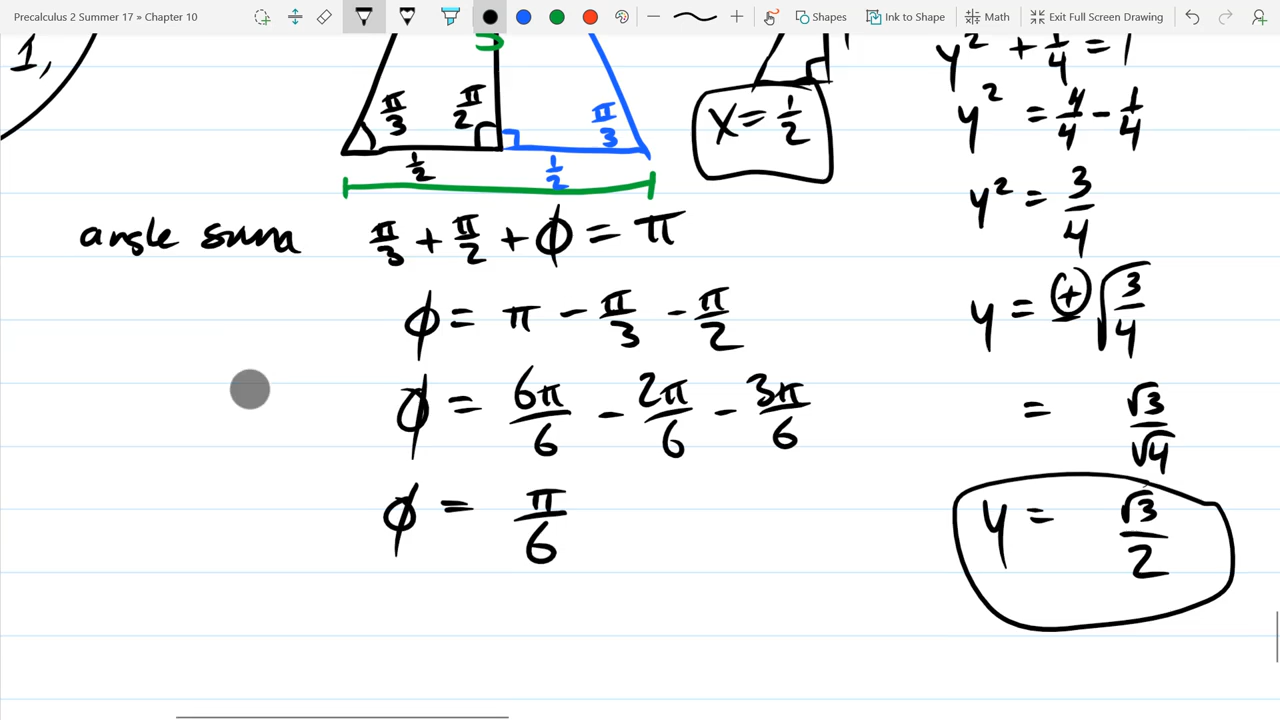 Precalculus 2 Summer 17 » Chapter 10
Shapes
Ink to Shape
Math
Exit Full Screen Drawing
1,
π/3
π/2
π/3
1/2
1/2
x = 1/2
angle sum
π/3 + π/2 + ϕ = π
ϕ = π - π/3 - π/2
ϕ = 6π/6 - 2π/6 - 3π/6
ϕ = π/6
y² + 1/4 = 1
y² = 4/4 - 1/4
y² = 3/4
y = ± √(3/4)
= √3/√4
y = √3/2